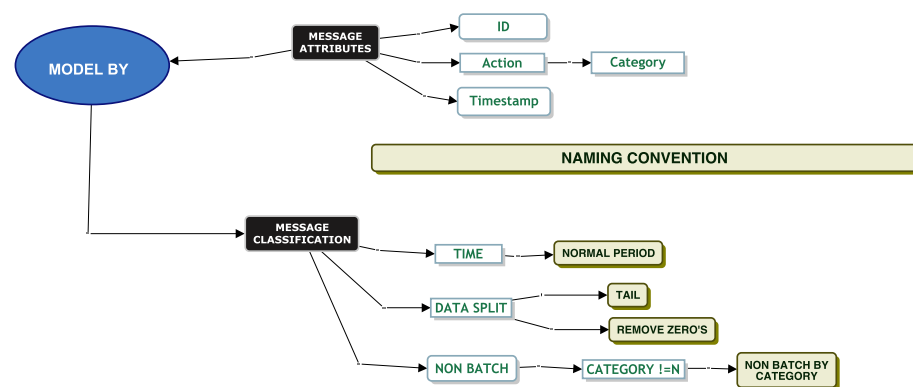 MODEL BY
MESSAGE
ATTRIBUTES
ID
Action
Category
Timestamp
NAMING CONVENTION
MESSAGE
CLASSIFICATION
TIME
NORMAL PERIOD
DATA SPLIT
TAIL
REMOVE ZERO'S
NON BATCH
CATEGORY !=N
NON BATCH BY
CATEGORY